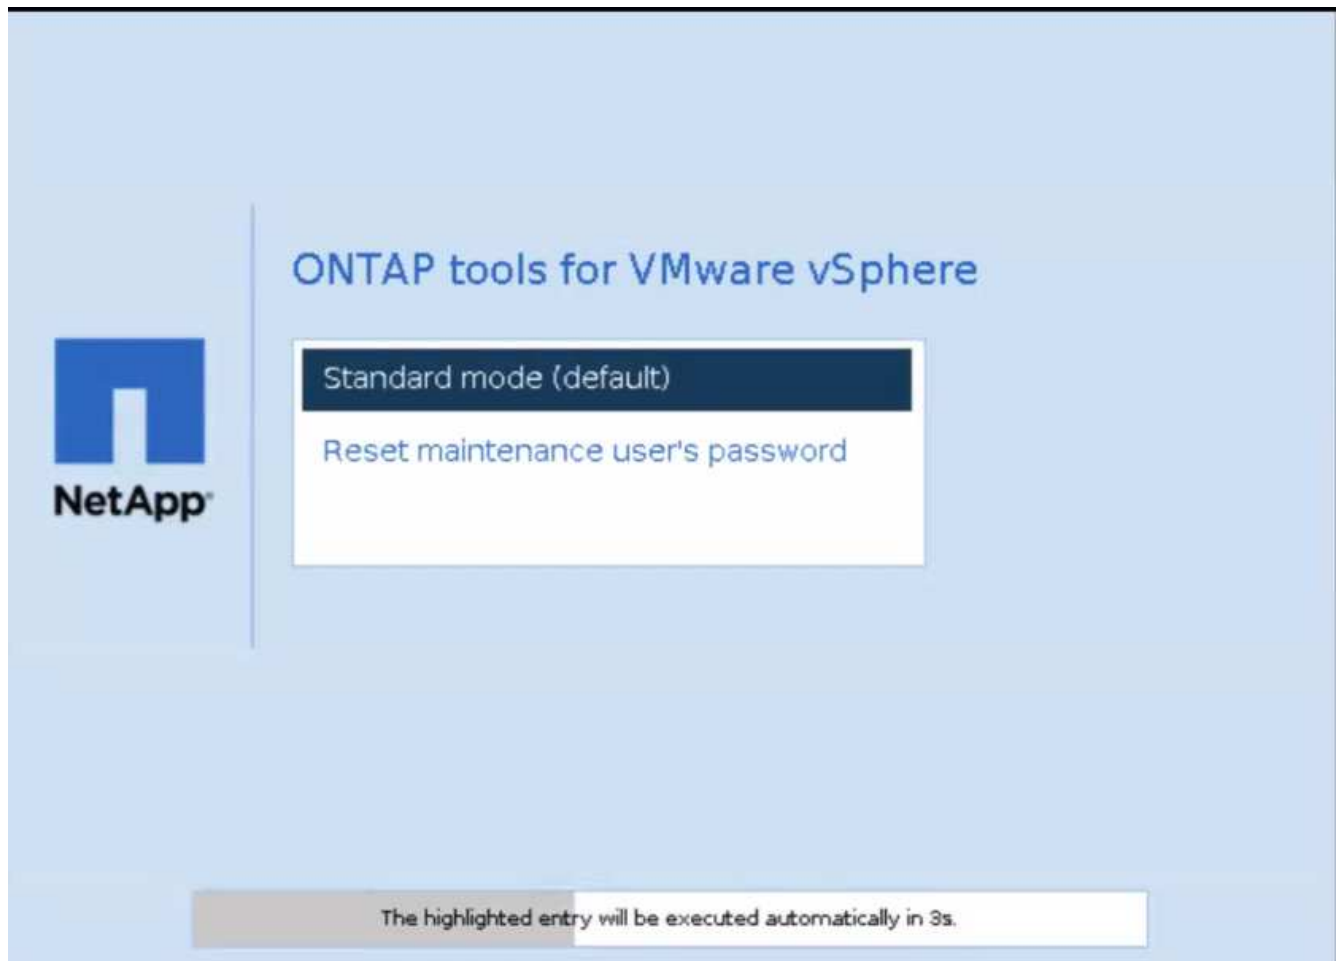 ONTAP tools for VMware vSphere
Standard mode (default)
Reset maintenance user's password
NetApp
The highlighted entry will be executed automatically in 3s.